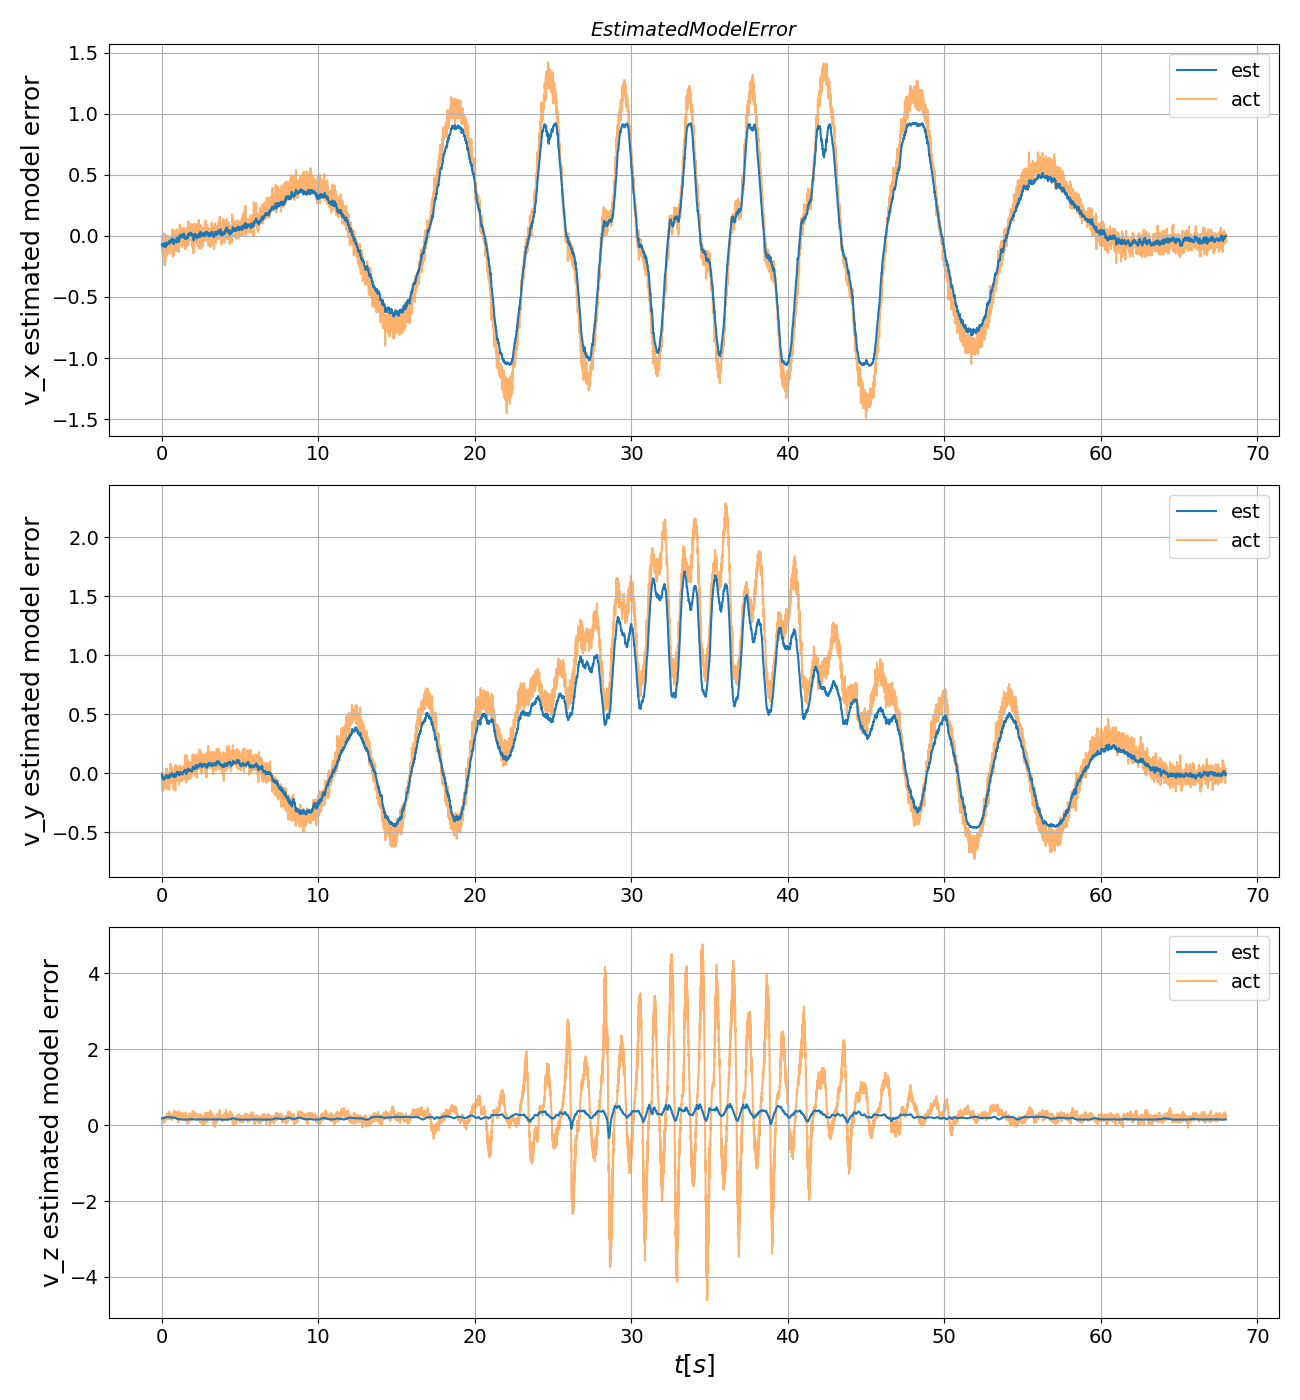 EstimatedModelError
v_x estimated model error
1.5
1.0
0.5
0.0
−0.5
−1.0
−1.5
est
act
0 10 20 30 40 50 60 70
v_y estimated model error
2.0
1.5
1.0
0.5
0.0
−0.5
est
act
0 10 20 30 40 50 60 70
v_z estimated model error
4
2
0
−2
−4
est
act
0 10 20 30 40 50 60 70
t[s]